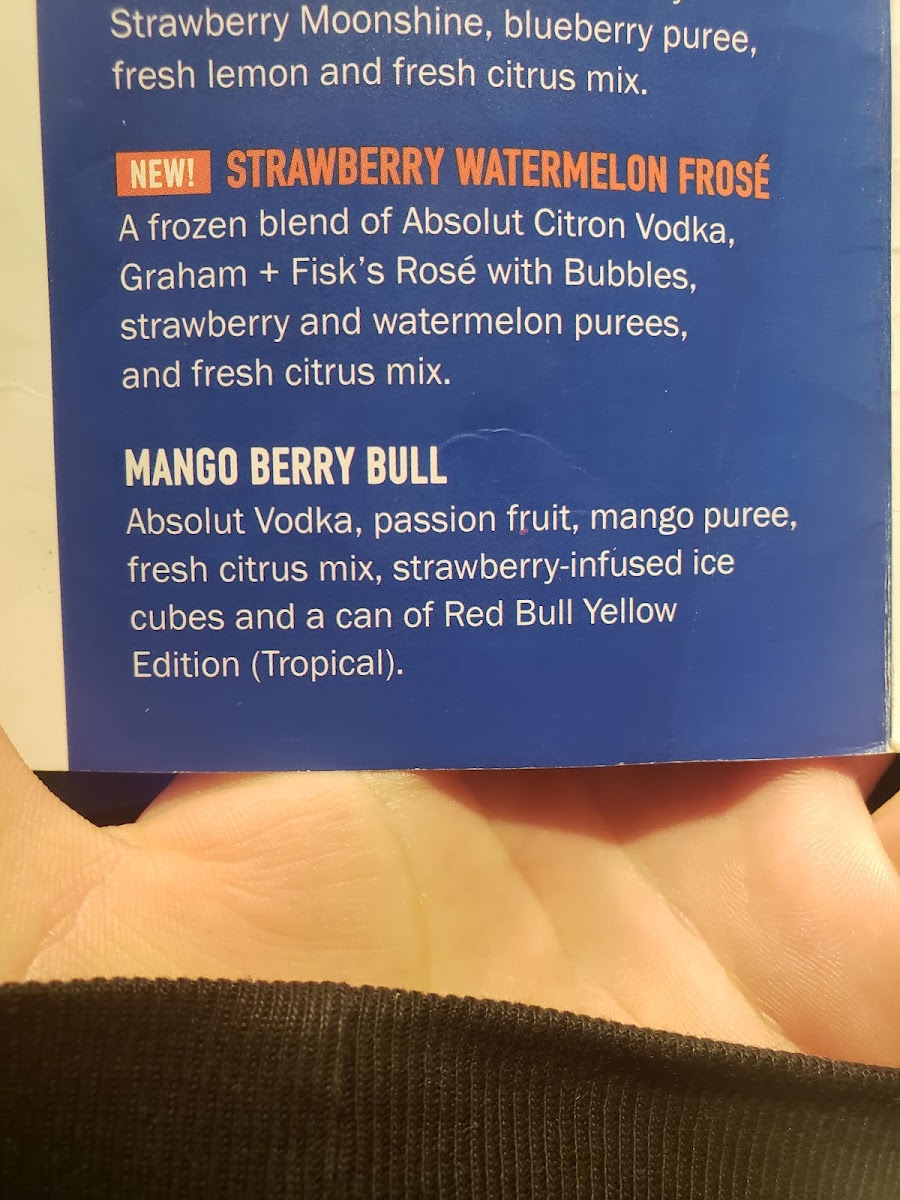 Strawberry Moonshine, blueberry puree,
fresh lemon and fresh citrus mix.
NEW! STRAWBERRY WATERMELON FROSÉ
A frozen blend of Absolut Citron Vodka,
Graham + Fisk's Rosé with Bubbles,
strawberry and watermelon purees,
and fresh citrus mix.
MANGO BERRY BULL
Absolut Vodka, passion fruit, mango puree,
fresh citrus mix, strawberry-infused ice
cubes and a can of Red Bull Yellow
Edition (Tropical).